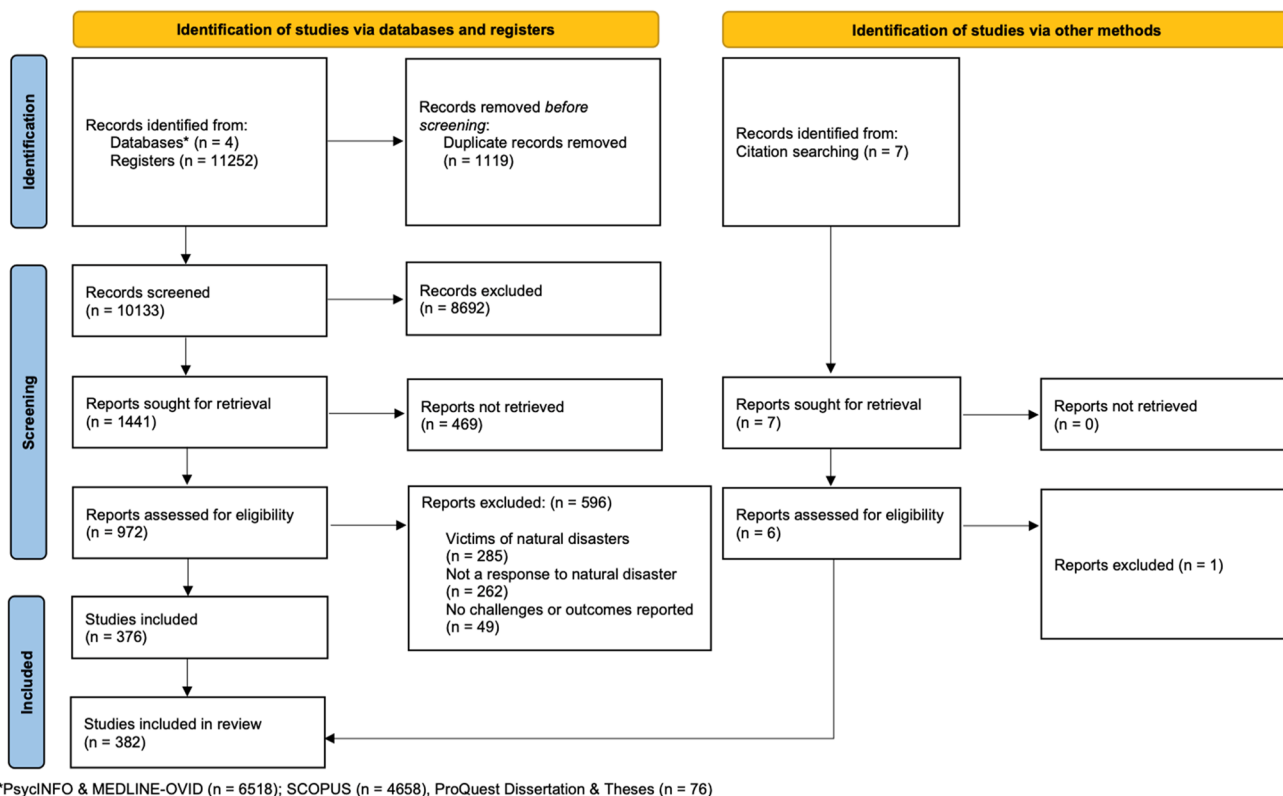 Identification of studies via databases and registers
Identification of studies via other methods
Identification
Records identified from:
Databases* (n = 4)
Registers (n = 11252)
Records removed before
screening:
Duplicate records removed
(n = 1119)
Records identified from:
Citation searching (n = 7)
Screening
Records screened
(n = 10133)
Records excluded
(n = 8692)
Reports sought for retrieval
(n = 1441)
Reports not retrieved
(n = 469)
Reports sought for retrieval
(n = 7)
Reports not retrieved
(n = 0)
Reports assessed for eligibility
(n = 972)
Reports excluded: (n = 596)
Victims of natural disasters
(n = 285)
Not a response to natural disaster
(n = 262)
No challenges or outcomes reported
(n = 49)
Reports assessed for eligibility
(n = 6)
Reports excluded (n = 1)
Included
Studies included
(n = 376)
Studies included in review
(n = 382)
*PsycINFO & MEDLINE-OVID (n = 6518); SCOPUS (n = 4658), ProQuest Dissertation & Theses (n = 76)